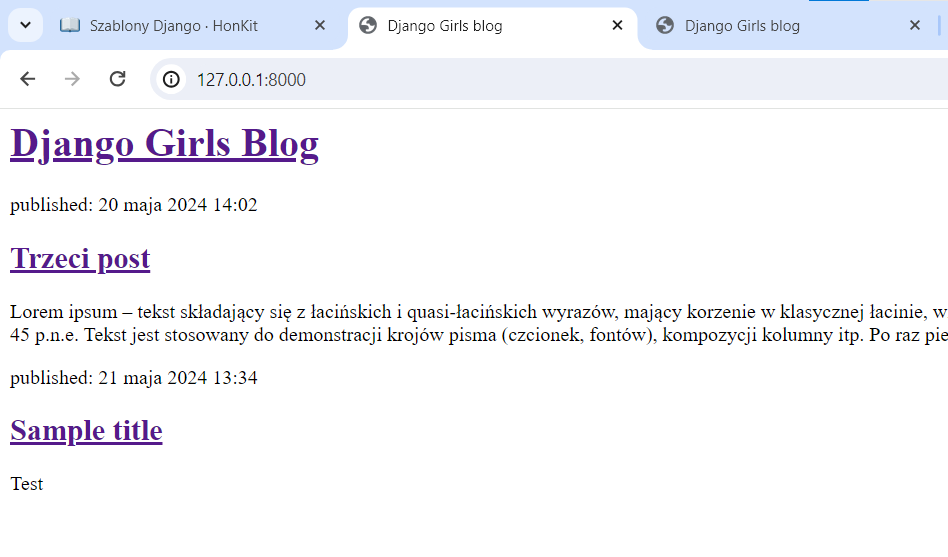 Szablony Django · HonKit
Django Girls blog
Django Girls blog
127.0.0.1:8000
Django Girls Blog
published: 20 maja 2024 14:02
Trzeci post
Lorem ipsum – tekst składający się z łacińskich i quasi-łacińskich wyrazów, mający korzenie w klasycznej łacinie, w
45 p.n.e. Tekst jest stosowany do demonstracji krojów pisma (czcionek, fontów), kompozycji kolumny itp. Po raz pie
published: 21 maja 2024 13:34
Sample title
Test